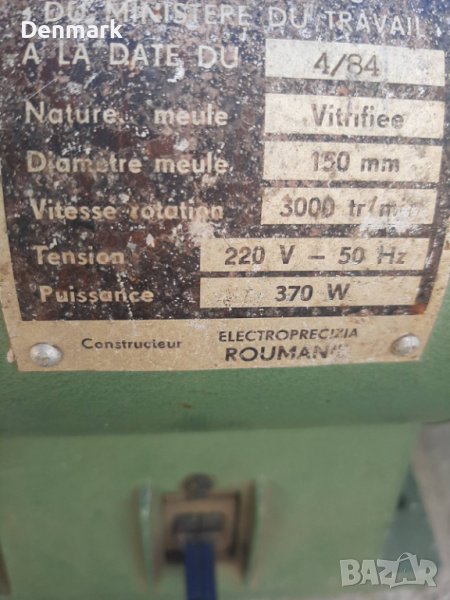 Denmark
DU MINISTERE DU TRAVAIL
A LA DATE DU 4/84
Nature meule Vitrifiee
Diametre meule 150 mm
Vitesse rotation 3000 tr/min
Tension 220 V - 50 Hz
Puissance 370 W
Constructeur ELECTROPRECIZIA
ROUMANIE
BAZAR